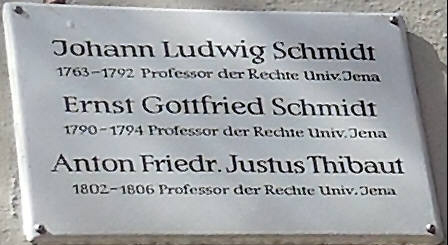 Johann Ludwig Schmidt
1763–1792 Professor der Rechte Univ. Jena
Ernst Gottfried Schmidt
1790–1794 Professor der Rechte Univ. Jena
Anton Friedr. Justus Thibaut
1802–1806 Professor der Rechte Univ. Jena